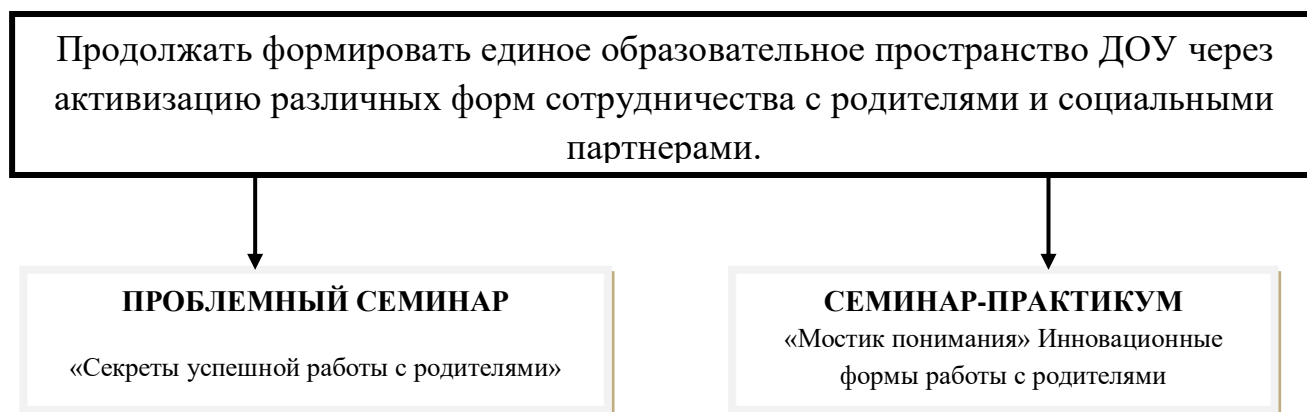 Продолжать формировать единое образовательное пространство ДОУ через
активизацию различных форм сотрудничества с родителями и социальными
партнерами.
ПРОБЛЕМНЫЙ СЕМИНАР
«Секреты успешной работы с родителями»
СЕМИНАР-ПРАКТИКУМ
«Мостик понимания» Инновационные
формы работы с родителями